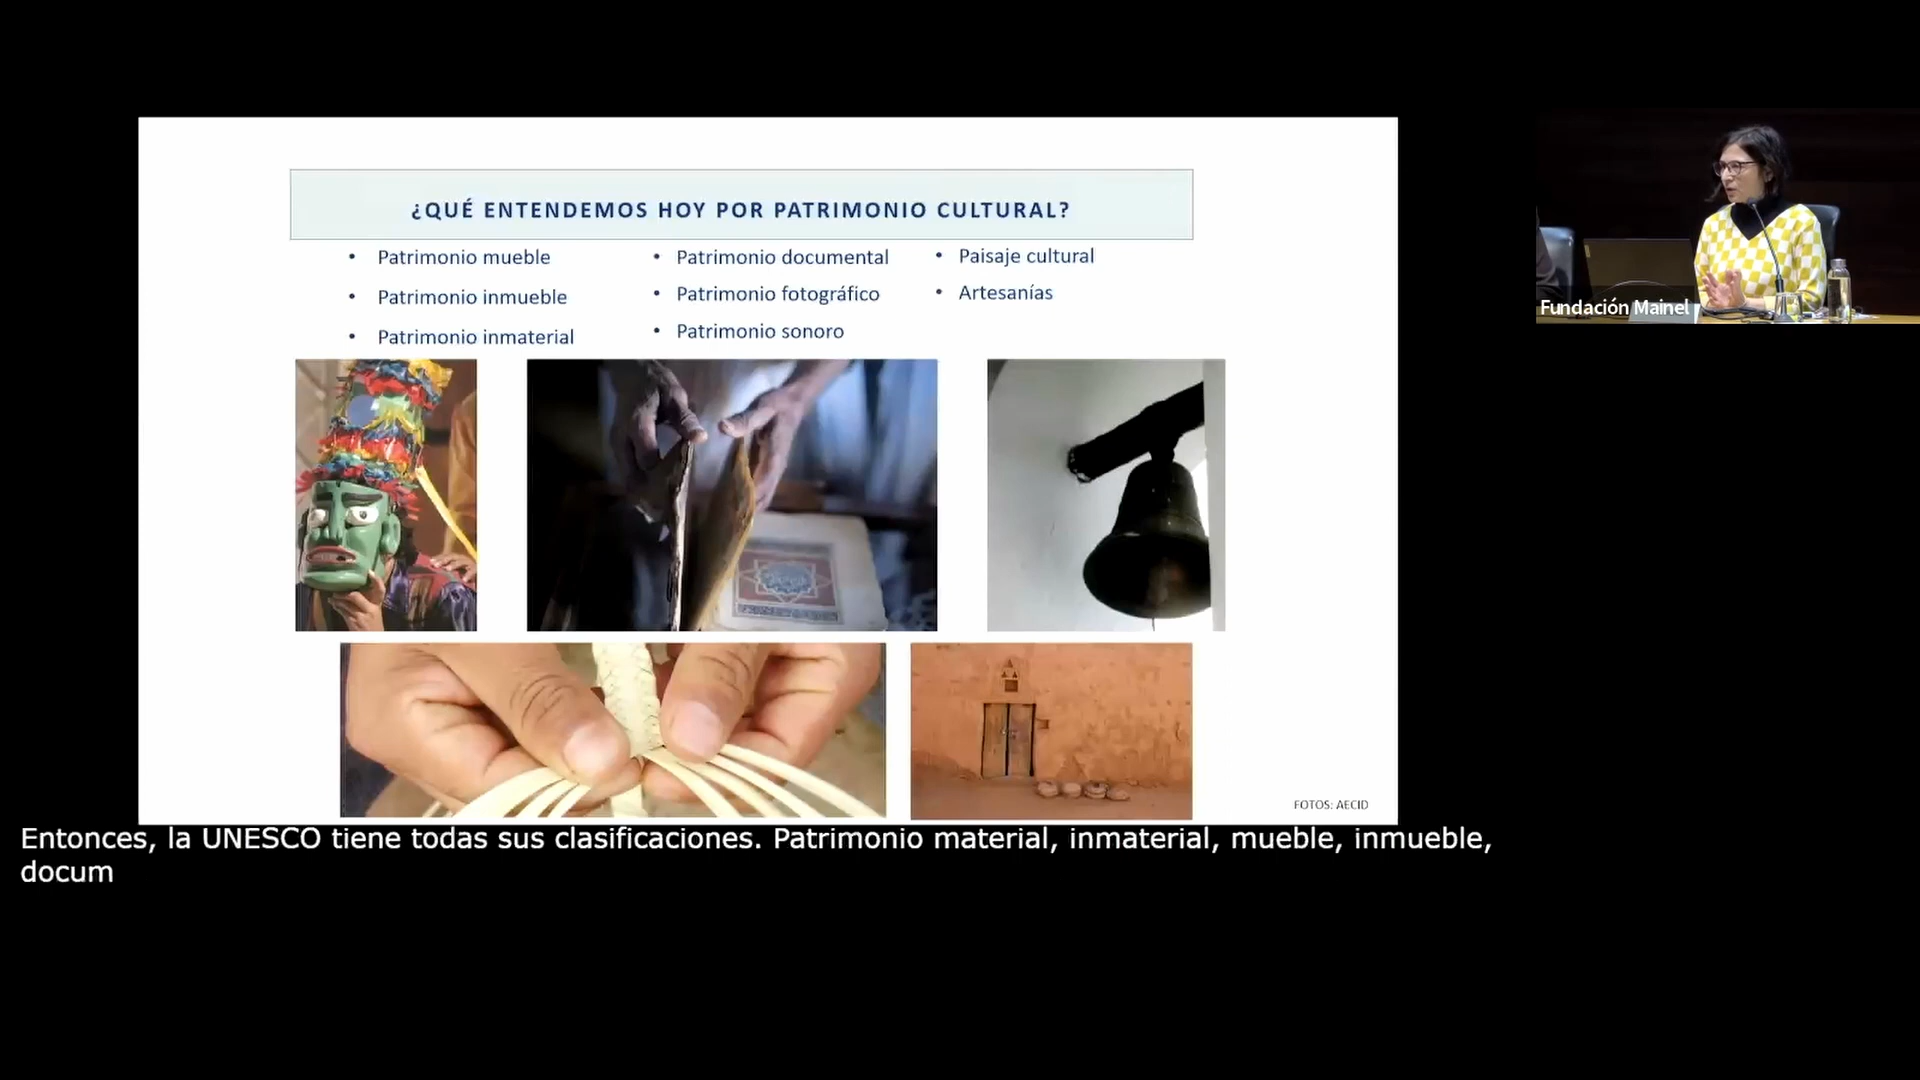 ¿QUÉ ENTENDEMOS HOY POR PATRIMONIO CULTURAL?
• Patrimonio mueble
• Patrimonio inmueble
• Patrimonio inmaterial
• Patrimonio documental
• Patrimonio fotográfico
• Patrimonio sonoro
• Paisaje cultural
• Artesanías
FOTOS: AECID
Fundación Mainel
Entonces, la UNESCO tiene todas sus clasificaciones. Patrimonio material, inmaterial, mueble, inmueble,
docum